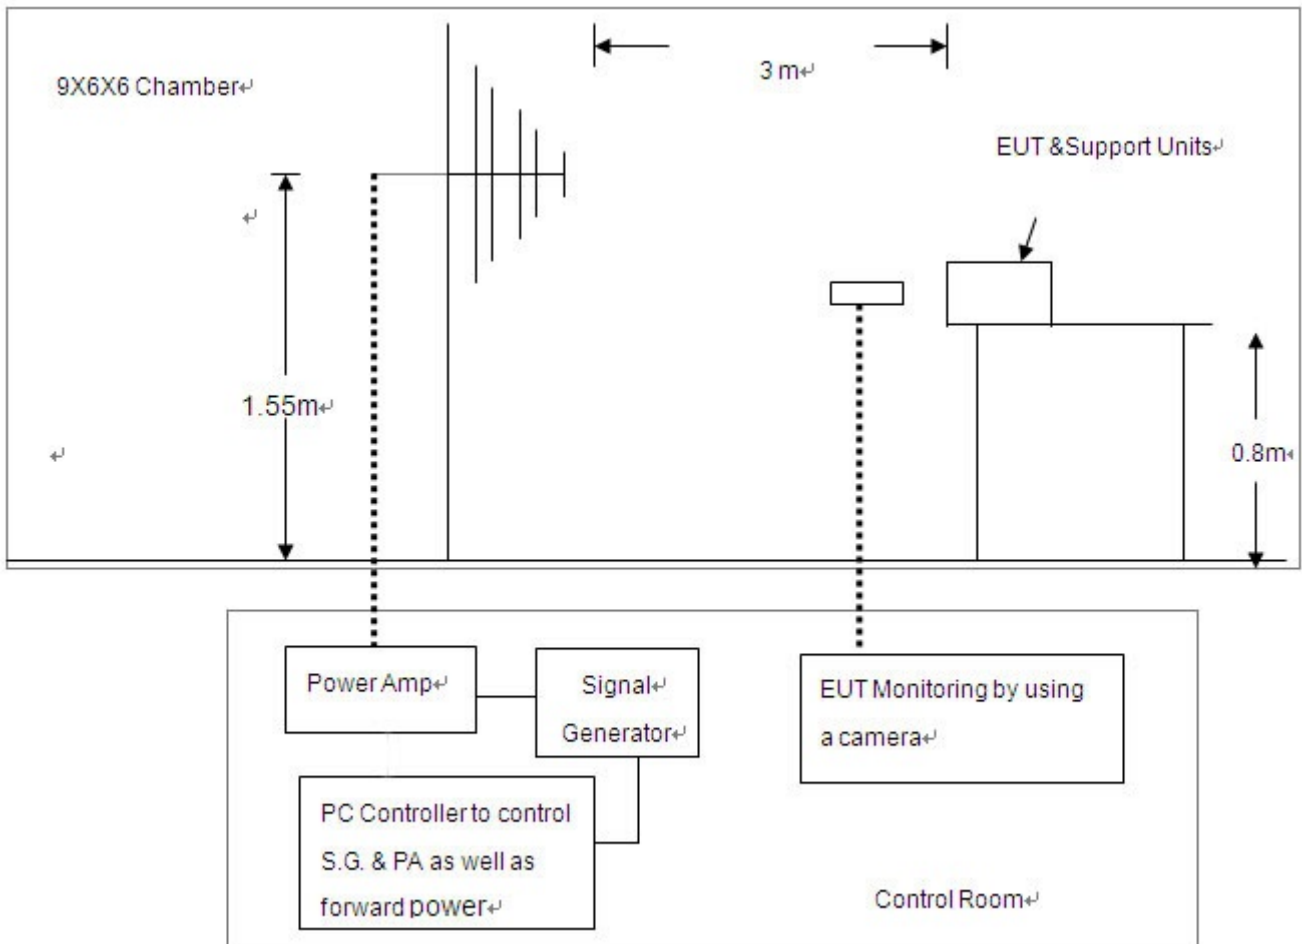 9X6X6 Chamber↵
3 m↵
EUT &Support Units↵
↵
1.55m↵
↵
0.8m↵
Power Amp↵
Signal↵
Generator↵
EUT Monitoring by using
a camera↵
PC Controller to control
S.G. & PA as well as
forward power↵
Control Room↵